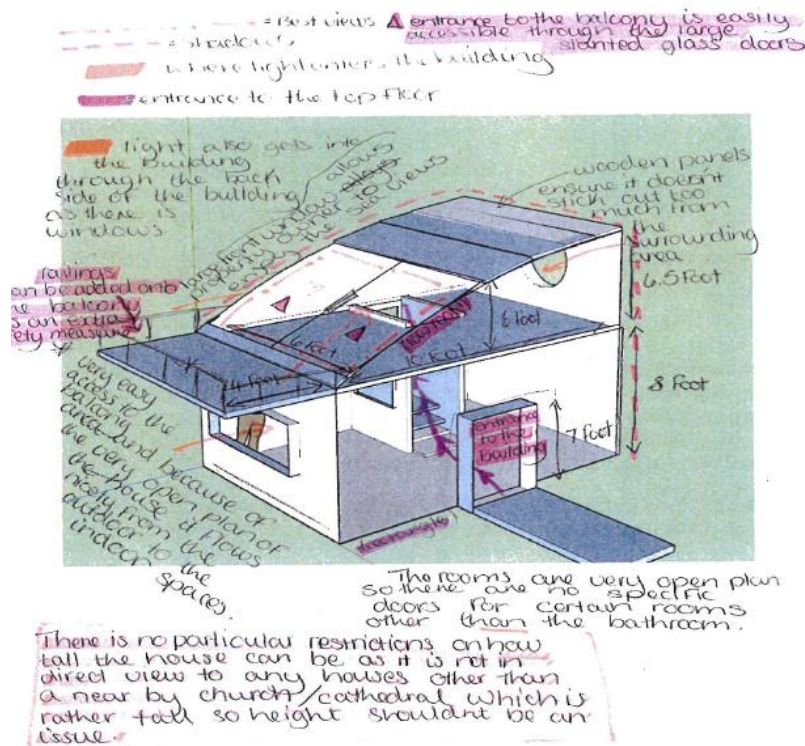 = Best views
= shadows
= where light enters the building
= entrance to the top floor
entrance to the balcony is easily
accessible through the large
slanted glass doors
light also gets into
the building
through the back
side of the building
as there is
windows
large front window allows
property owner to
enjoy the sea views
wooden panels
ensure it doesn't
stick out too
much from
the
surrounding
area
railings
can be added onto
the balcony
as an extra
safety measure
very easy
access to the
balcony
area and because of
the very open plan of
the house it flows
nicely from the
outdoor to the
indoor
spaces
6 foot
4 foot
10 foot
6 foot
6.5 foot
8 foot
7 foot
entrance
to the
building
The rooms are very open plan
so there are no specific
doors for certain rooms
other than the bathroom.
There is no particular restrictions on how
tall the house can be as it is not in
direct view to any houses other than
a near by church/cathedral which is
rather tall so height shouldnt be an
issue.